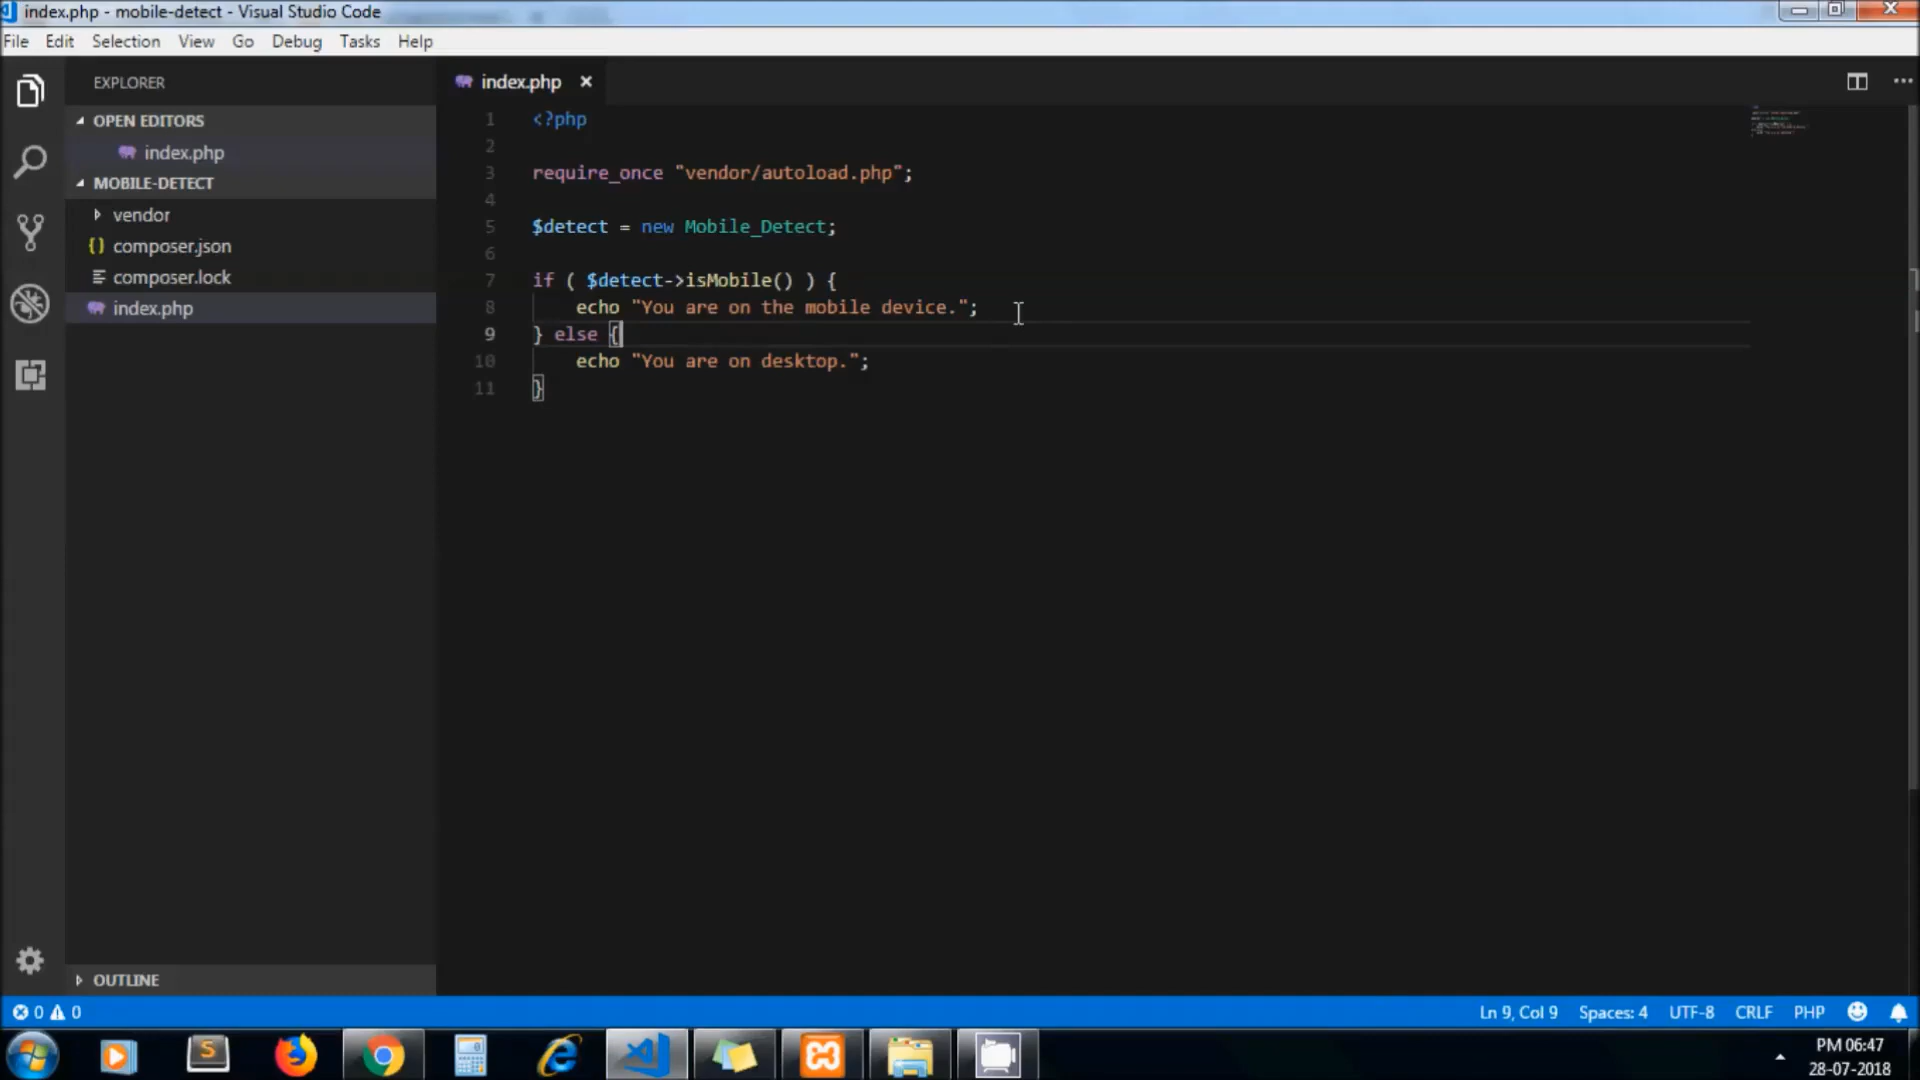 index.php - mobile-detect - Visual Studio Code
File Edit Selection View Go Debug Tasks Help
EXPLORER
OPEN EDITORS
index.php
MOBILE-DETECT
vendor
{} composer.json
composer.lock
index.php
OUTLINE
index.php ×
1 <?php
2
3 require_once "vendor/autoload.php";
4
5 $detect = new Mobile_Detect;
6
7 if ( $detect->isMobile() ) {
8 echo "You are on the mobile device.";
9 } else {
10 echo "You are on desktop.";
11 }
0 0
Ln 9, Col 9 Spaces: 4 UTF-8 CRLF PHP
S
PM 06:47
28-07-2018